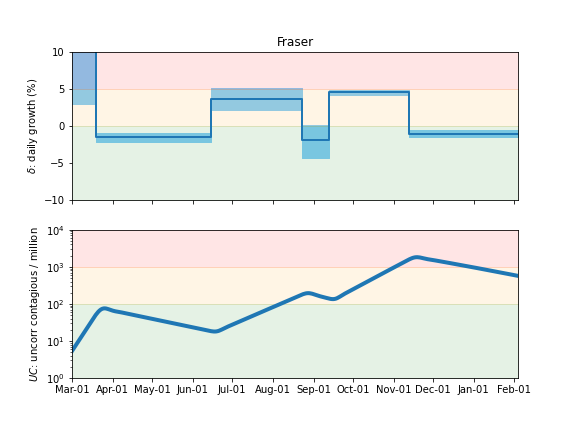 Fraser
10
5
0
−5
−10
δ: daily growth (%)
10⁴
10³
10²
10¹
10⁰
UC: uncorr contagious / million
Mar-01 Apr-01 May-01 Jun-01 Jul-01 Aug-01 Sep-01 Oct-01 Nov-01 Dec-01 Jan-01 Feb-01